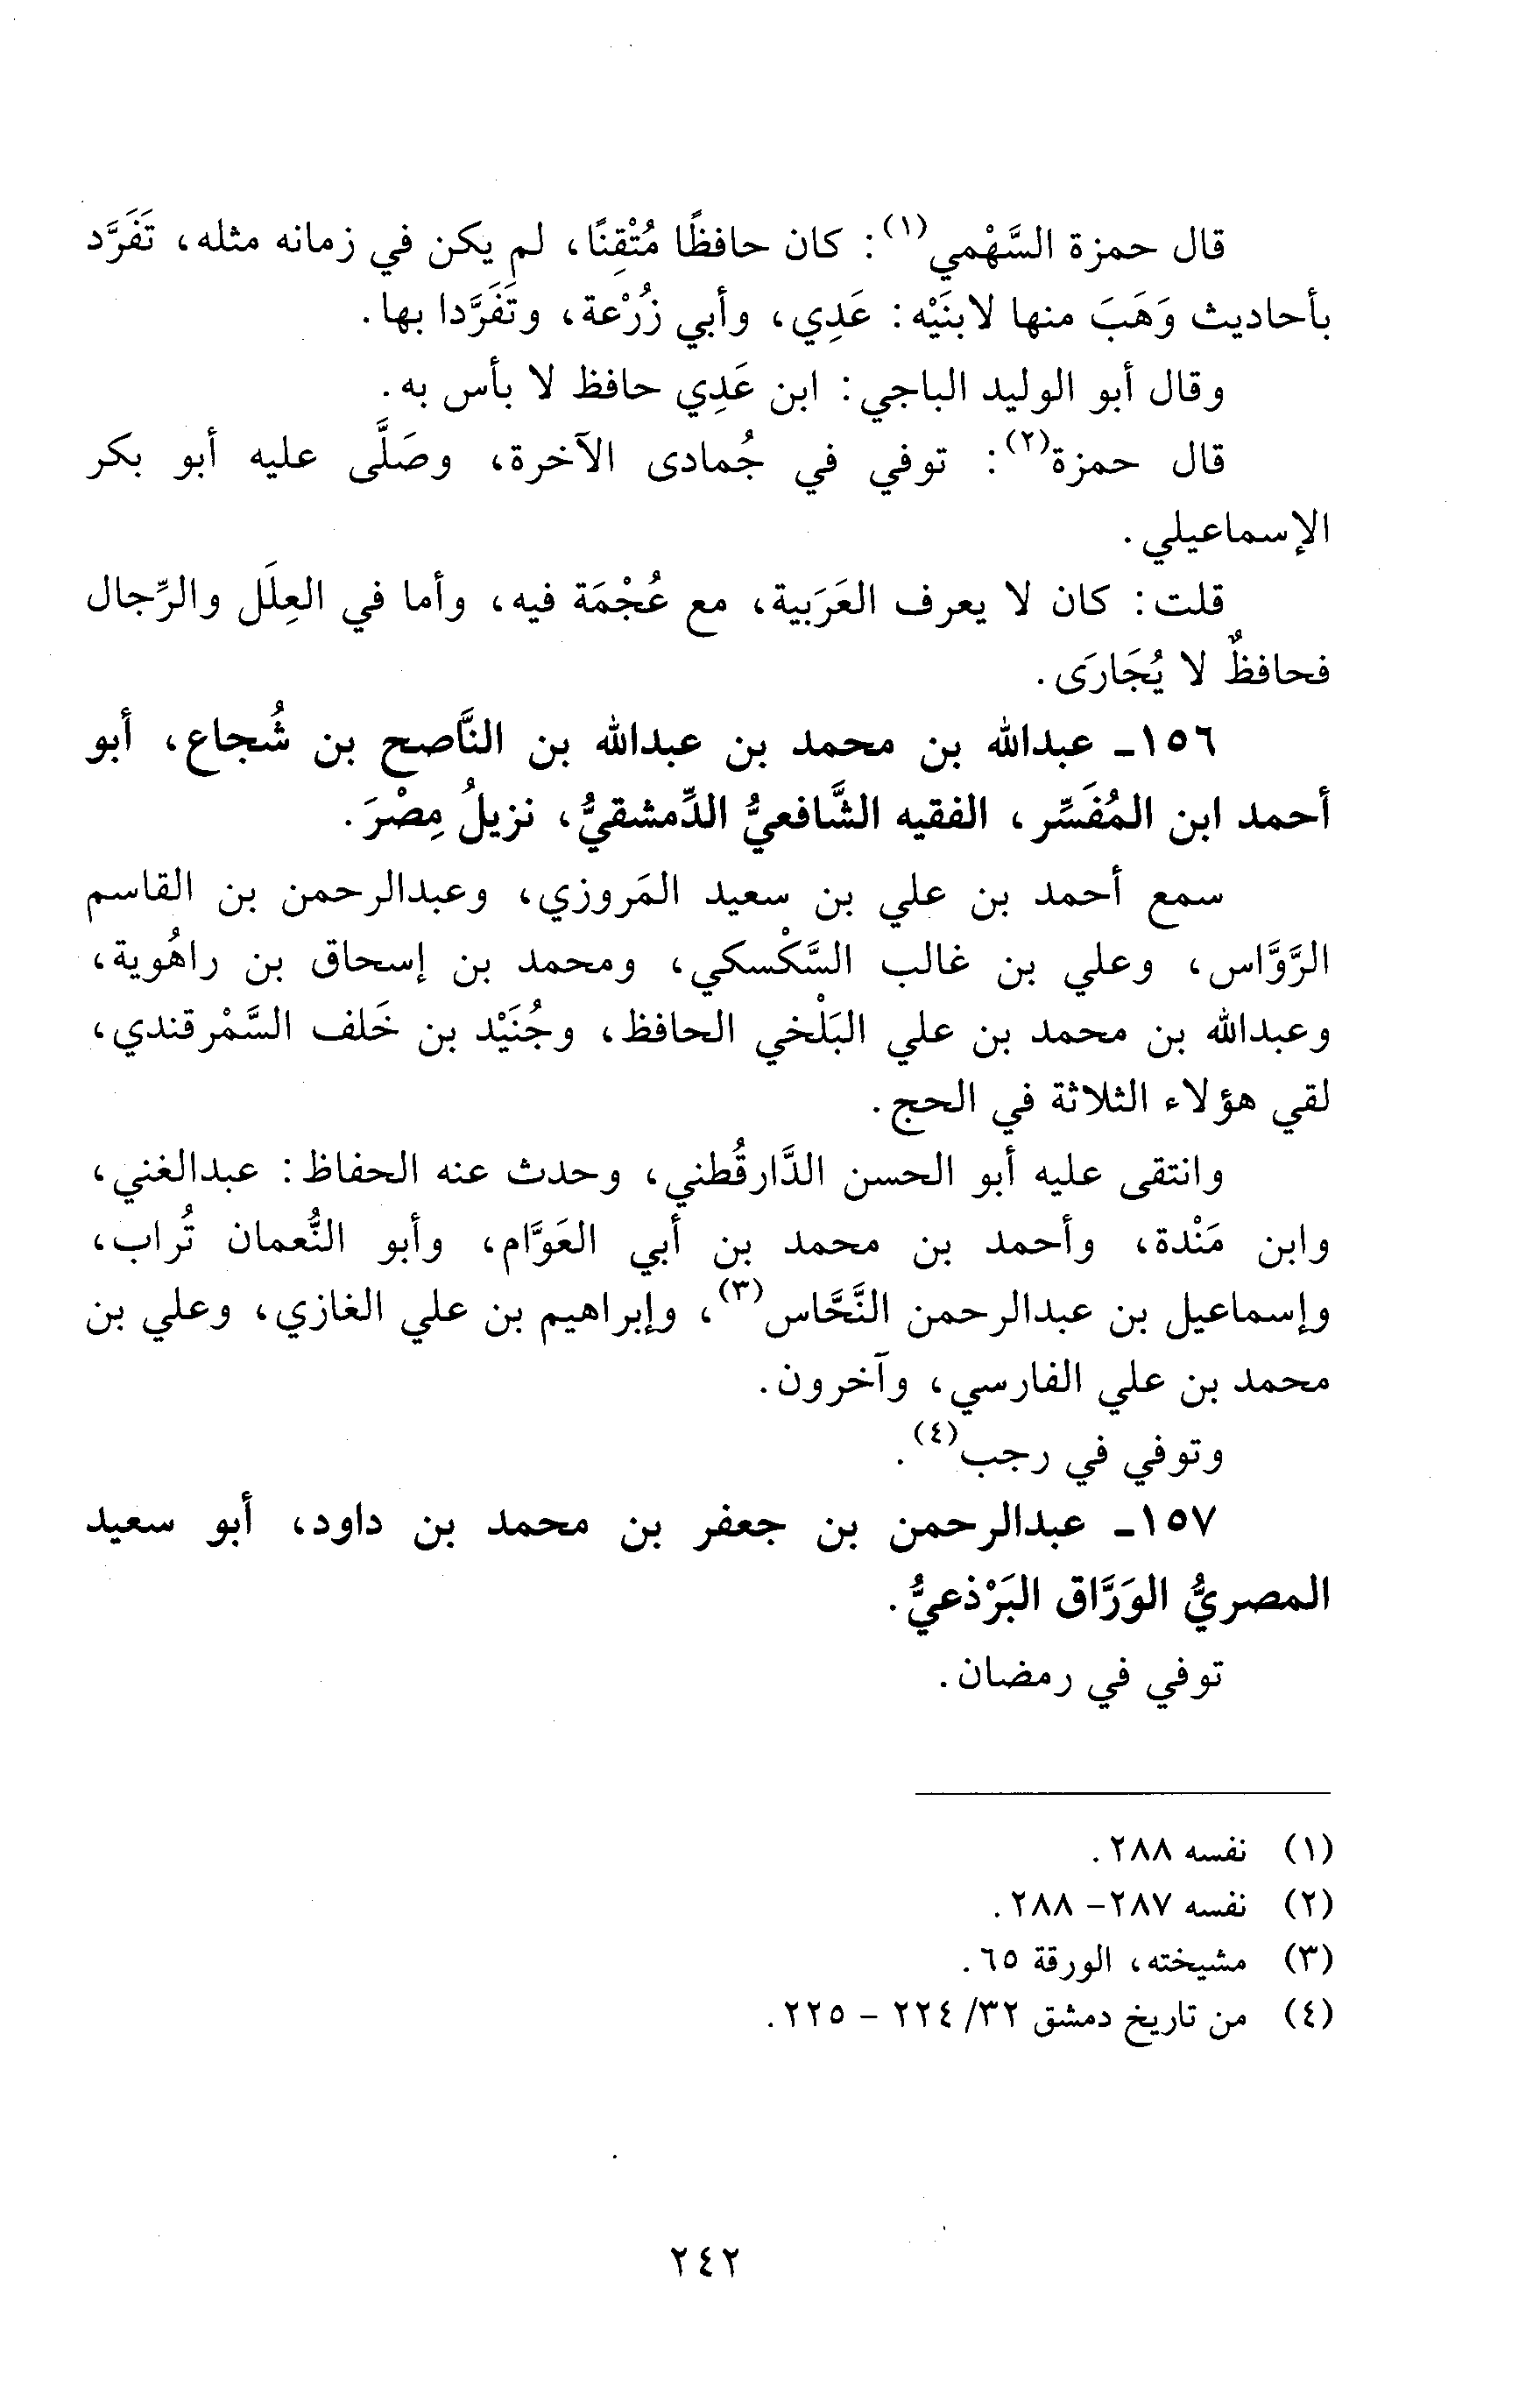 قال حمزة السَّهْمي(١): كان حافظًا مُتْقِنًا، لم يكن في زمانه مثله، تَفَرَّد
بأحاديث وَهَبَ منها لابنَيْه: عَدِي، وأبي زُرْعة، وتَفَرَّدا بها.
وقال أبو الوليد الباجي: ابن عَدِي حافظ لا بأس به.
قال حمزة(٢): توفي في جُمادى الآخرة، وصَلَّى عليه أبو بكر
الإسماعيلي.
قلت: كان لا يعرف العَرَبية، مع عُجْمَة فيه، وأما في العِلَل والرِّجال
فحافظٌ لا يُجَارَى.
١٥٦- عبدالله بن محمد بن عبدالله بن النَّاصح بن شُجاع، أبو
أحمد ابن المُفَسِّر، الفقيه الشَّافعيُّ الدِّمشقيُّ، نزيلُ مِصْرَ.
سمع أحمد بن علي بن سعيد المَروزي، وعبدالرحمن بن القاسم
الرَّوَّاس، وعلي بن غالب السَّكْسكي، ومحمد بن إسحاق بن راهُوية،
وعبدالله بن محمد بن علي البَلْخي الحافظ، وجُنَيْد بن خَلف السَّمْرقندي،
لقي هؤلاء الثلاثة في الحج.
وانتقى عليه أبو الحسن الدَّارقُطني، وحدث عنه الحفاظ: عبدالغني،
وابن مَنْدة، وأحمد بن محمد بن أبي العَوَّام، وأبو النُّعمان تُراب،
وإسماعيل بن عبدالرحمن النَّحَّاس(٣)، وإبراهيم بن علي الغازي، وعلي بن
محمد بن علي الفارسي، وآخرون.
وتوفي في رجب(٤).
١٥٧- عبدالرحمن بن جعفر بن محمد بن داود، أبو سعيد
المصريُّ الوَرَّاق البَرْذعيُّ.
توفي في رمضان.
(١) نفسه ٢٨٨.
(٢) نفسه ٢٨٧- ٢٨٨.
(٣) مشيخته، الورقة ٦٥.
(٤) من تاريخ دمشق ٣٢/ ٢٢٤ - ٢٢٥.
٢٤٢